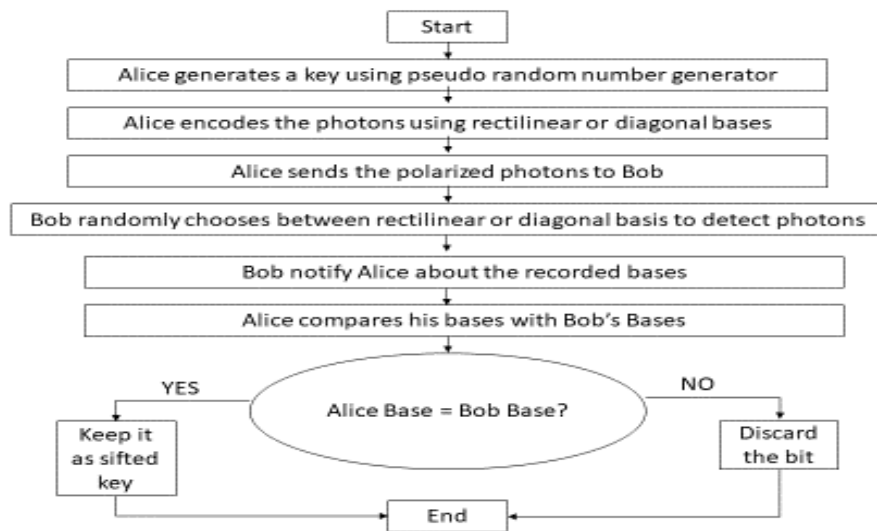 Start
Alice generates a key using pseudo random number generator
Alice encodes the photons using rectilinear or diagonal bases
Alice sends the polarized photons to Bob
Bob randomly chooses between rectilinear or diagonal basis to detect photons
Bob notify Alice about the recorded bases
Alice compares his bases with Bob's Bases
YES
NO
Alice Base = Bob Base?
Keep it
as sifted
key
Discard
the bit
End